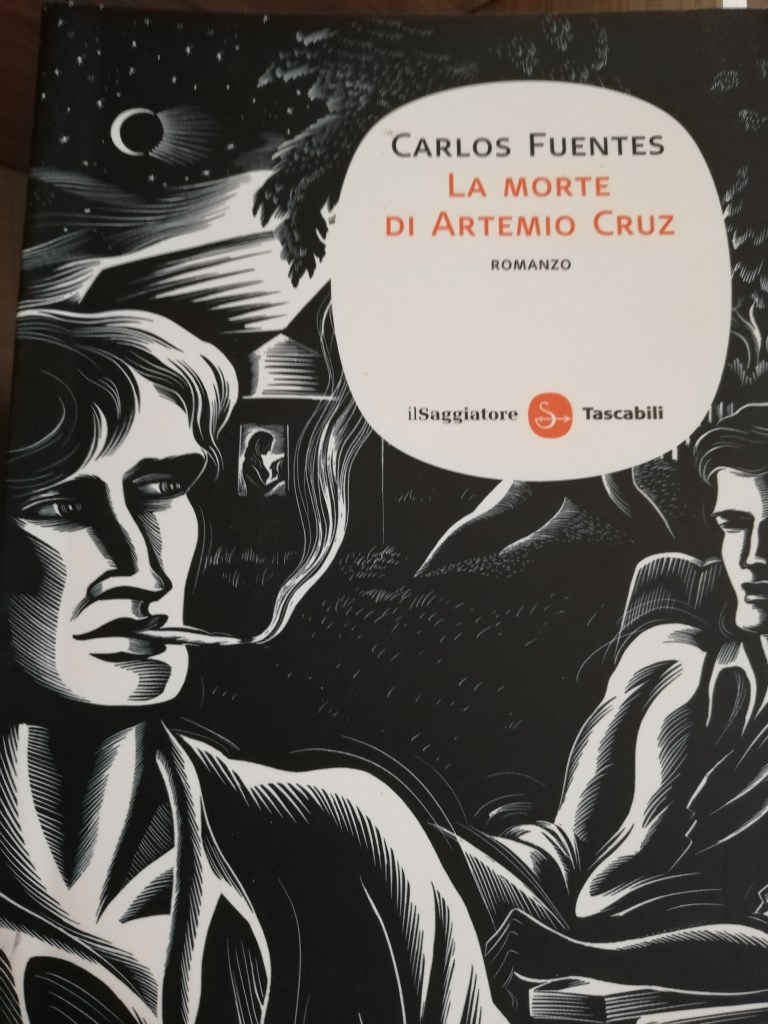 CARLOS FUENTES
LA MORTE
DI ARTEMIO CRUZ
ROMANZO
ilSaggiatore S Tascabili